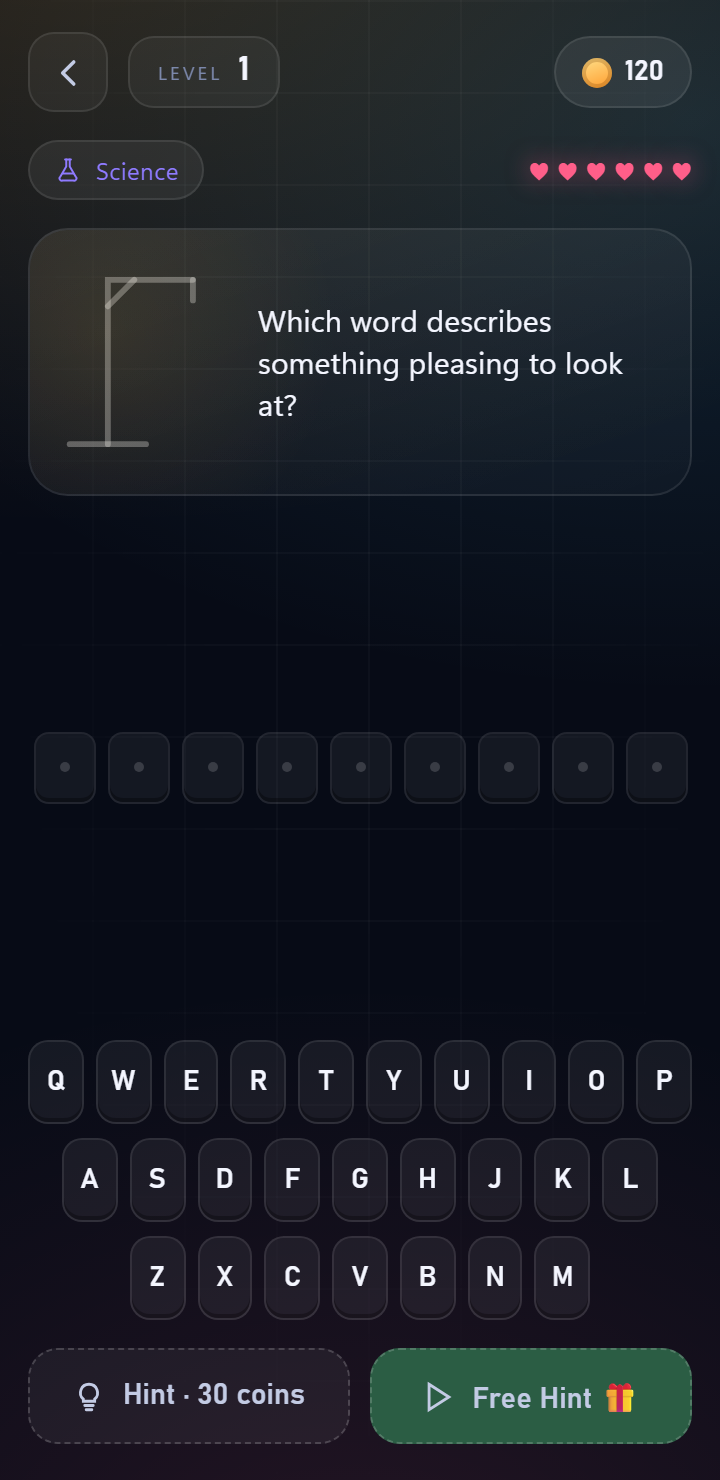 LEVEL 1
120
Science
Which word describes
something pleasing to look
at?
Q W E R T Y U I O P
A S D F G H J K L
Z X C V B N M
Hint · 30 coins
Free Hint